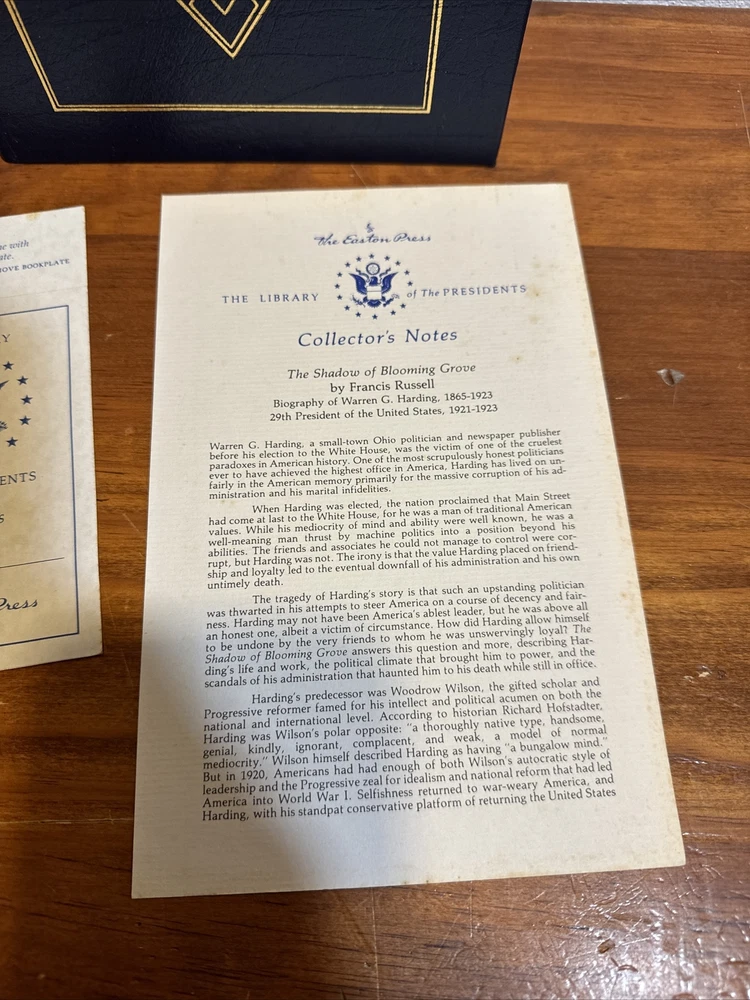 The Easton Press
THE LIBRARY of The PRESIDENTS
Collector's Notes
The Shadow of Blooming Grove
by Francis Russell
Biography of Warren G. Harding, 1865-1923
29th President of the United States, 1921-1923
Warren G. Harding, a small-town Ohio politician and newspaper publisher
before his election to the White House, was the victim of one of the cruelest
paradoxes in American history. One of the most scrupulously honest politicians
ever to have achieved the highest office in America, Harding has lived on un-
fairly in the American memory primarily for the massive corruption of his ad-
ministration and his marital infidelities.
When Harding was elected, the nation proclaimed that Main Street
had come at last to the White House, for he was a man of traditional American
values. While his mediocrity of mind and ability were well known, he was a
well-meaning man thrust by machine politics into a position beyond his
abilities. The friends and associates he could not manage to control were cor-
rupt, but Harding was not. The irony is that the value Harding placed on friend-
ship and loyalty led to the eventual downfall of his administration and his own
untimely death.
The tragedy of Harding's story is that such an upstanding politician
was thwarted in his attempts to steer America on a course of decency and fair-
ness. Harding may not have been America's ablest leader, but he was above all
an honest one, albeit a victim of circumstance. How did Harding allow himself
to be undone by the very friends to whom he was unswervingly loyal? The
Shadow of Blooming Grove answers this question and more, describing Har-
ding's life and work, the political climate that brought him to power, and the
scandals of his administration that haunted him to his death while still in office.
Harding's predecessor was Woodrow Wilson, the gifted scholar and
Progressive reformer famed for his intellect and political acumen on both the
national and international level. According to historian Richard Hofstadter,
Harding was Wilson's polar opposite: "a thoroughly native type, handsome,
genial, kindly, ignorant, complacent, and weak, a model of normal
mediocrity." Wilson himself described Harding as having "a bungalow mind."
But in 1920, Americans had had enough of both Wilson's autocratic style of
leadership and the Progressive zeal for idealism and national reform that had led
America into World War I. Selfishness returned to war-weary America, and
Harding, with his standpat conservative platform of returning the United States
with
BOOKPLATE
Y
ENTS
S
Press